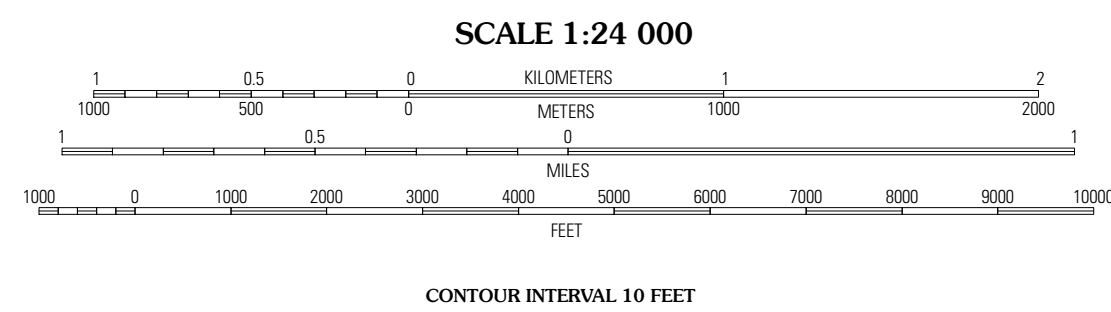 SCALE 1:24 000
1 0.5 0 KILOMETERS 1 2
1000 500 0 METERS 1000 2000
1 0.5 0 1
MILES
1000 0 1000 2000 3000 4000 5000 6000 7000 8000 9000 10000
FEET
CONTOUR INTERVAL 10 FEET